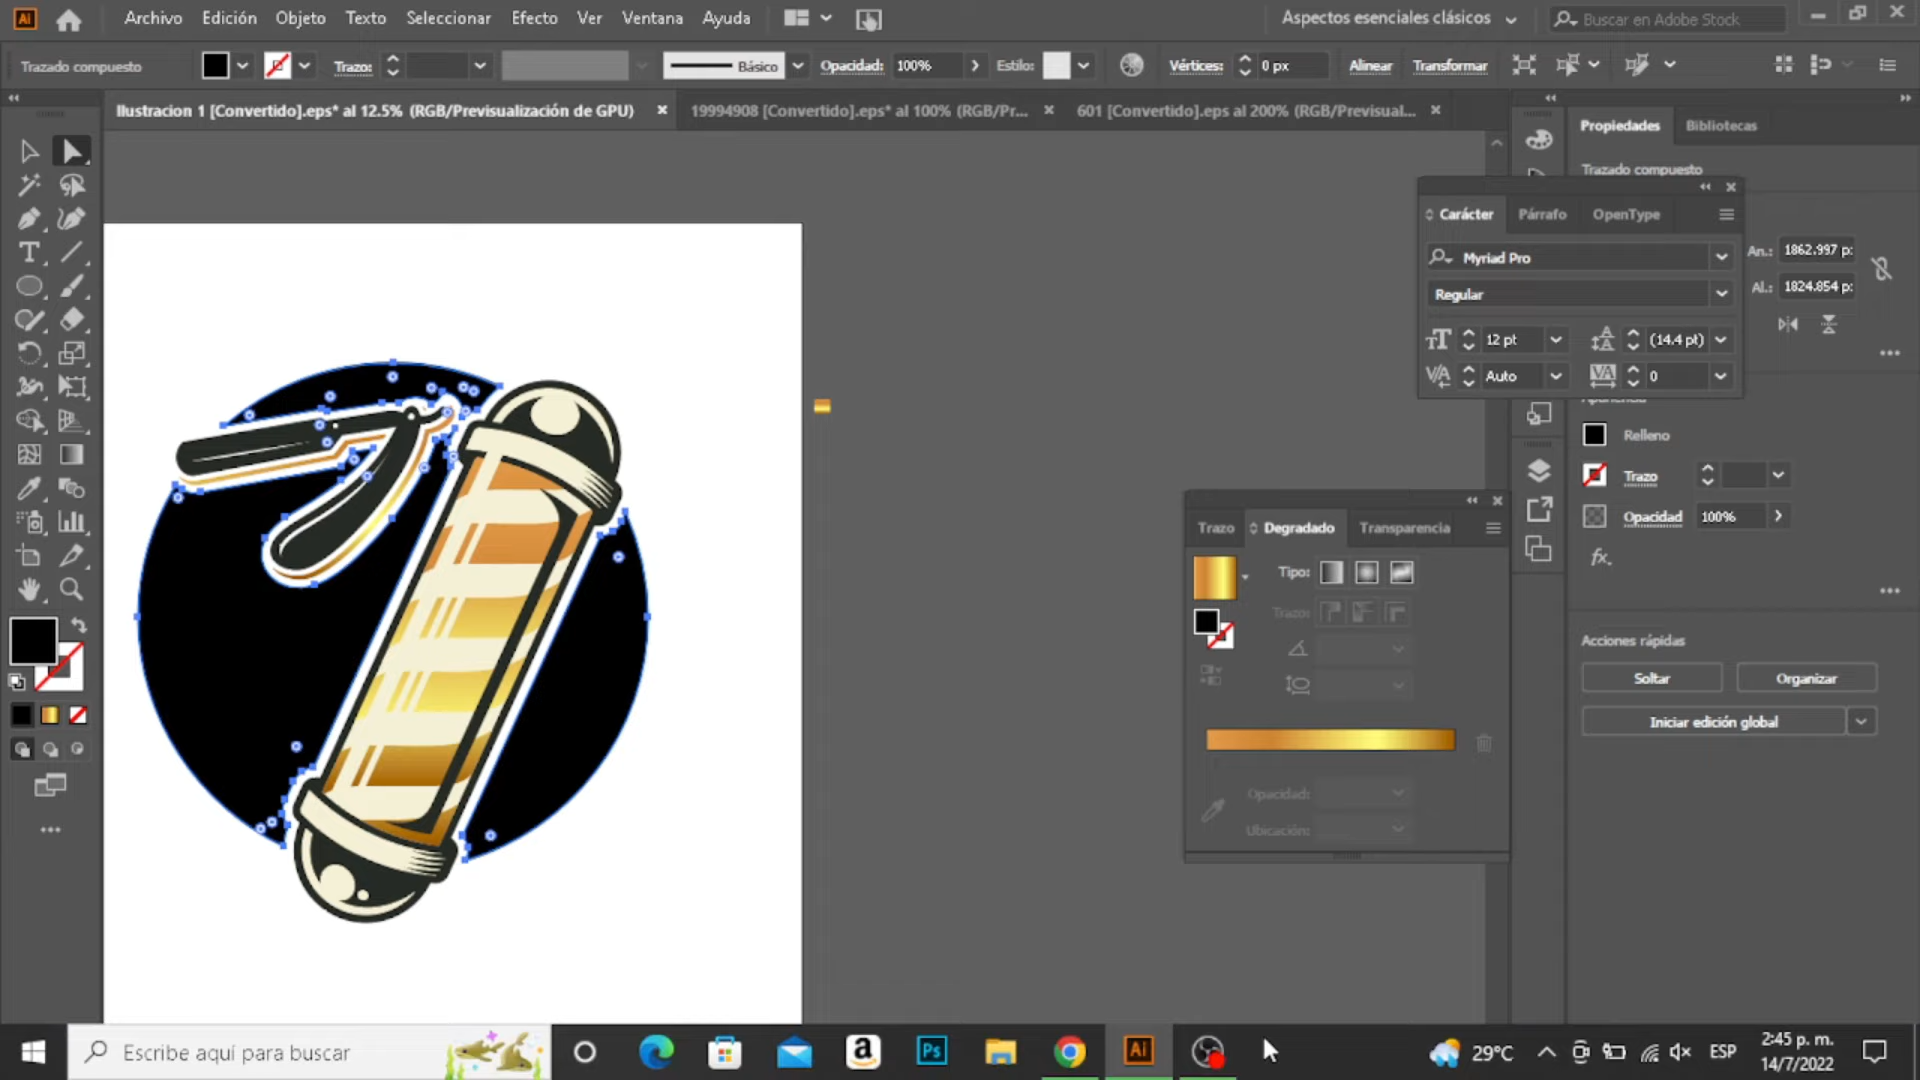 Ai
Archivo Edición Objeto Texto Seleccionar Efecto Ver Ventana Ayuda
Aspectos esenciales clásicos
Buscar en Adobe Stock
Trazado compuesto
Trazo:
Básico
Opacidad: 100%
Estilo:
Vértices: 0 px
Alinear
Transformar
Ilustracion 1 [Convertido].eps* al 12.5% (RGB/Previsualización de GPU)
19994908 [Convertido].eps* al 100% (RGB/Pr...
601 [Convertido].eps al 200% (RGB/Previsual...
Propiedades Bibliotecas
Trazado compuesto
Carácter Párrafo OpenType
Myriad Pro
Regular
12 pt
(14.4 pt)
Auto
0
An.: 1862.997 p:
Al.: 1824.854 p:
Relleno
Trazo
Opacidad 100%
fx.
Trazo Degradado Transparencia
Tipo:
Trazo:
Opacidad:
Ubicación:
Acciones rápidas
Soltar
Organizar
Iniciar edición global
Escribe aquí para buscar
a
Ps
Ai
29°C
ESP
2:45 p. m.
14/7/2022